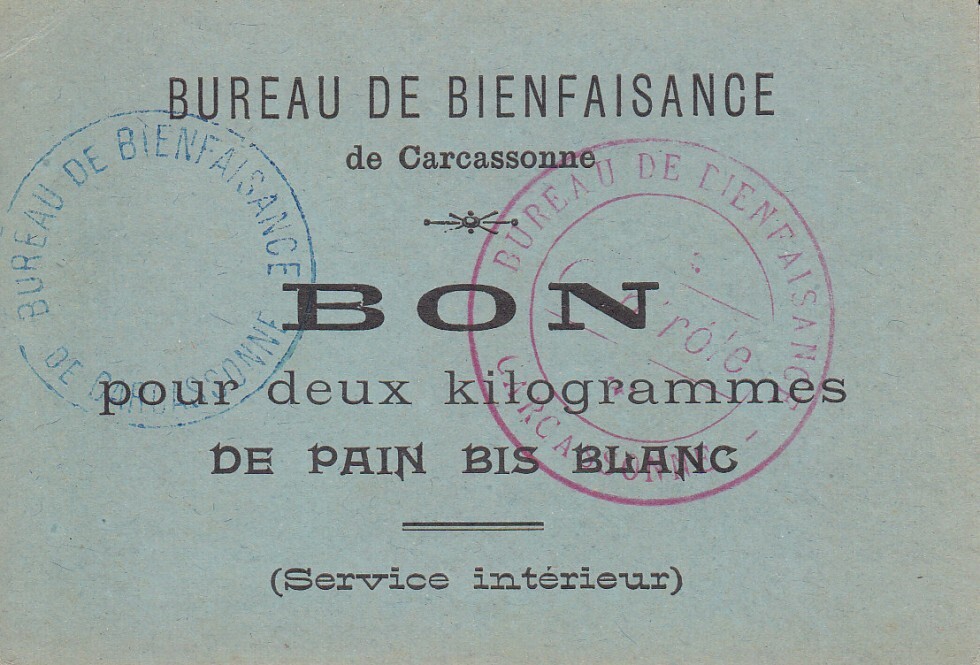 BUREAU DE BIENFAISANCE
de Carcassonne
BON
pour deux kilogrammes
DE PAIN BIS BLANC
(Service intérieur)
BUREAU DE BIENFAISANCE
DE CARCASSONNE
BUREAU DE BIENFAISANCE
CARCASSONNE